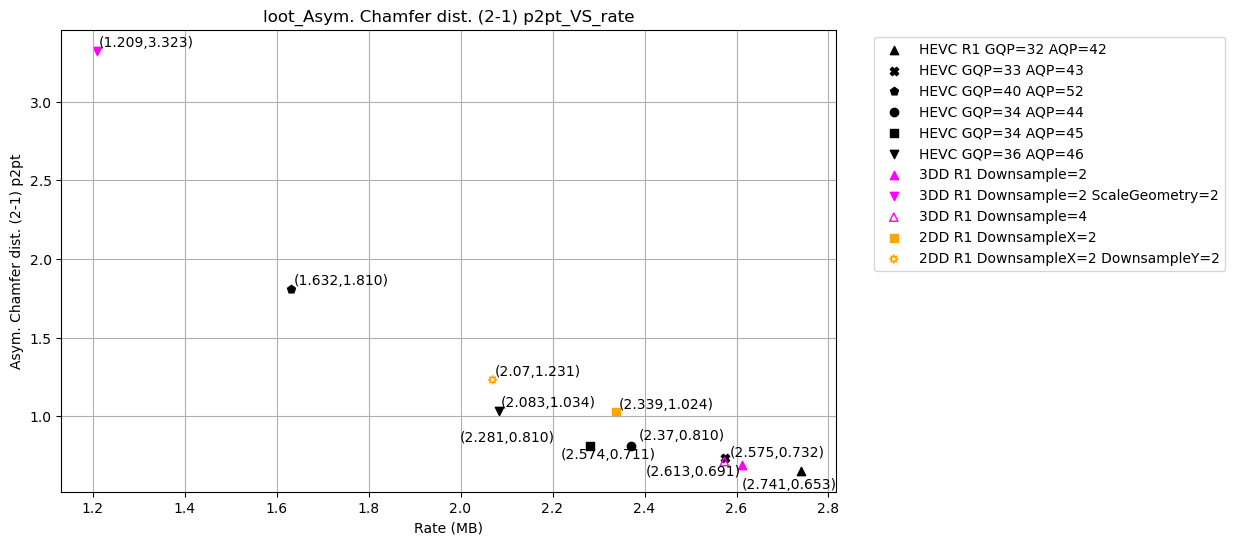 loot_Asym. Chamfer dist. (2-1) p2pt_VS_rate
Asym. Chamfer dist. (2-1) p2pt
3.0
2.5
2.0
1.5
1.0
(1.209,3.323)
(1.632,1.810)
(2.07,1.231)
(2.083,1.034)
(2.339,1.024)
(2.281,0.810)
(2.37,0.810)
(2.574,0.711)
(2.575,0.732)
(2.613,0.691)
(2.741,0.653)
1.2
1.4
1.6
1.8
2.0
2.2
2.4
2.6
2.8
Rate (MB)
HEVC R1 GQP=32 AQP=42
HEVC GQP=33 AQP=43
HEVC GQP=40 AQP=52
HEVC GQP=34 AQP=44
HEVC GQP=34 AQP=45
HEVC GQP=36 AQP=46
3DD R1 Downsample=2
3DD R1 Downsample=2 ScaleGeometry=2
3DD R1 Downsample=4
2DD R1 DownsampleX=2
2DD R1 DownsampleX=2 DownsampleY=2